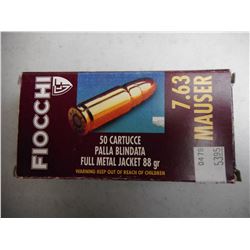 FIOCCHI
50 CARTUCCE
PALLA BLINDATA
FULL METAL JACKET 88 gr
WARNING KEEP OUT OF REACH OF CHILDREN
7.63
MAUSER
0479
5395